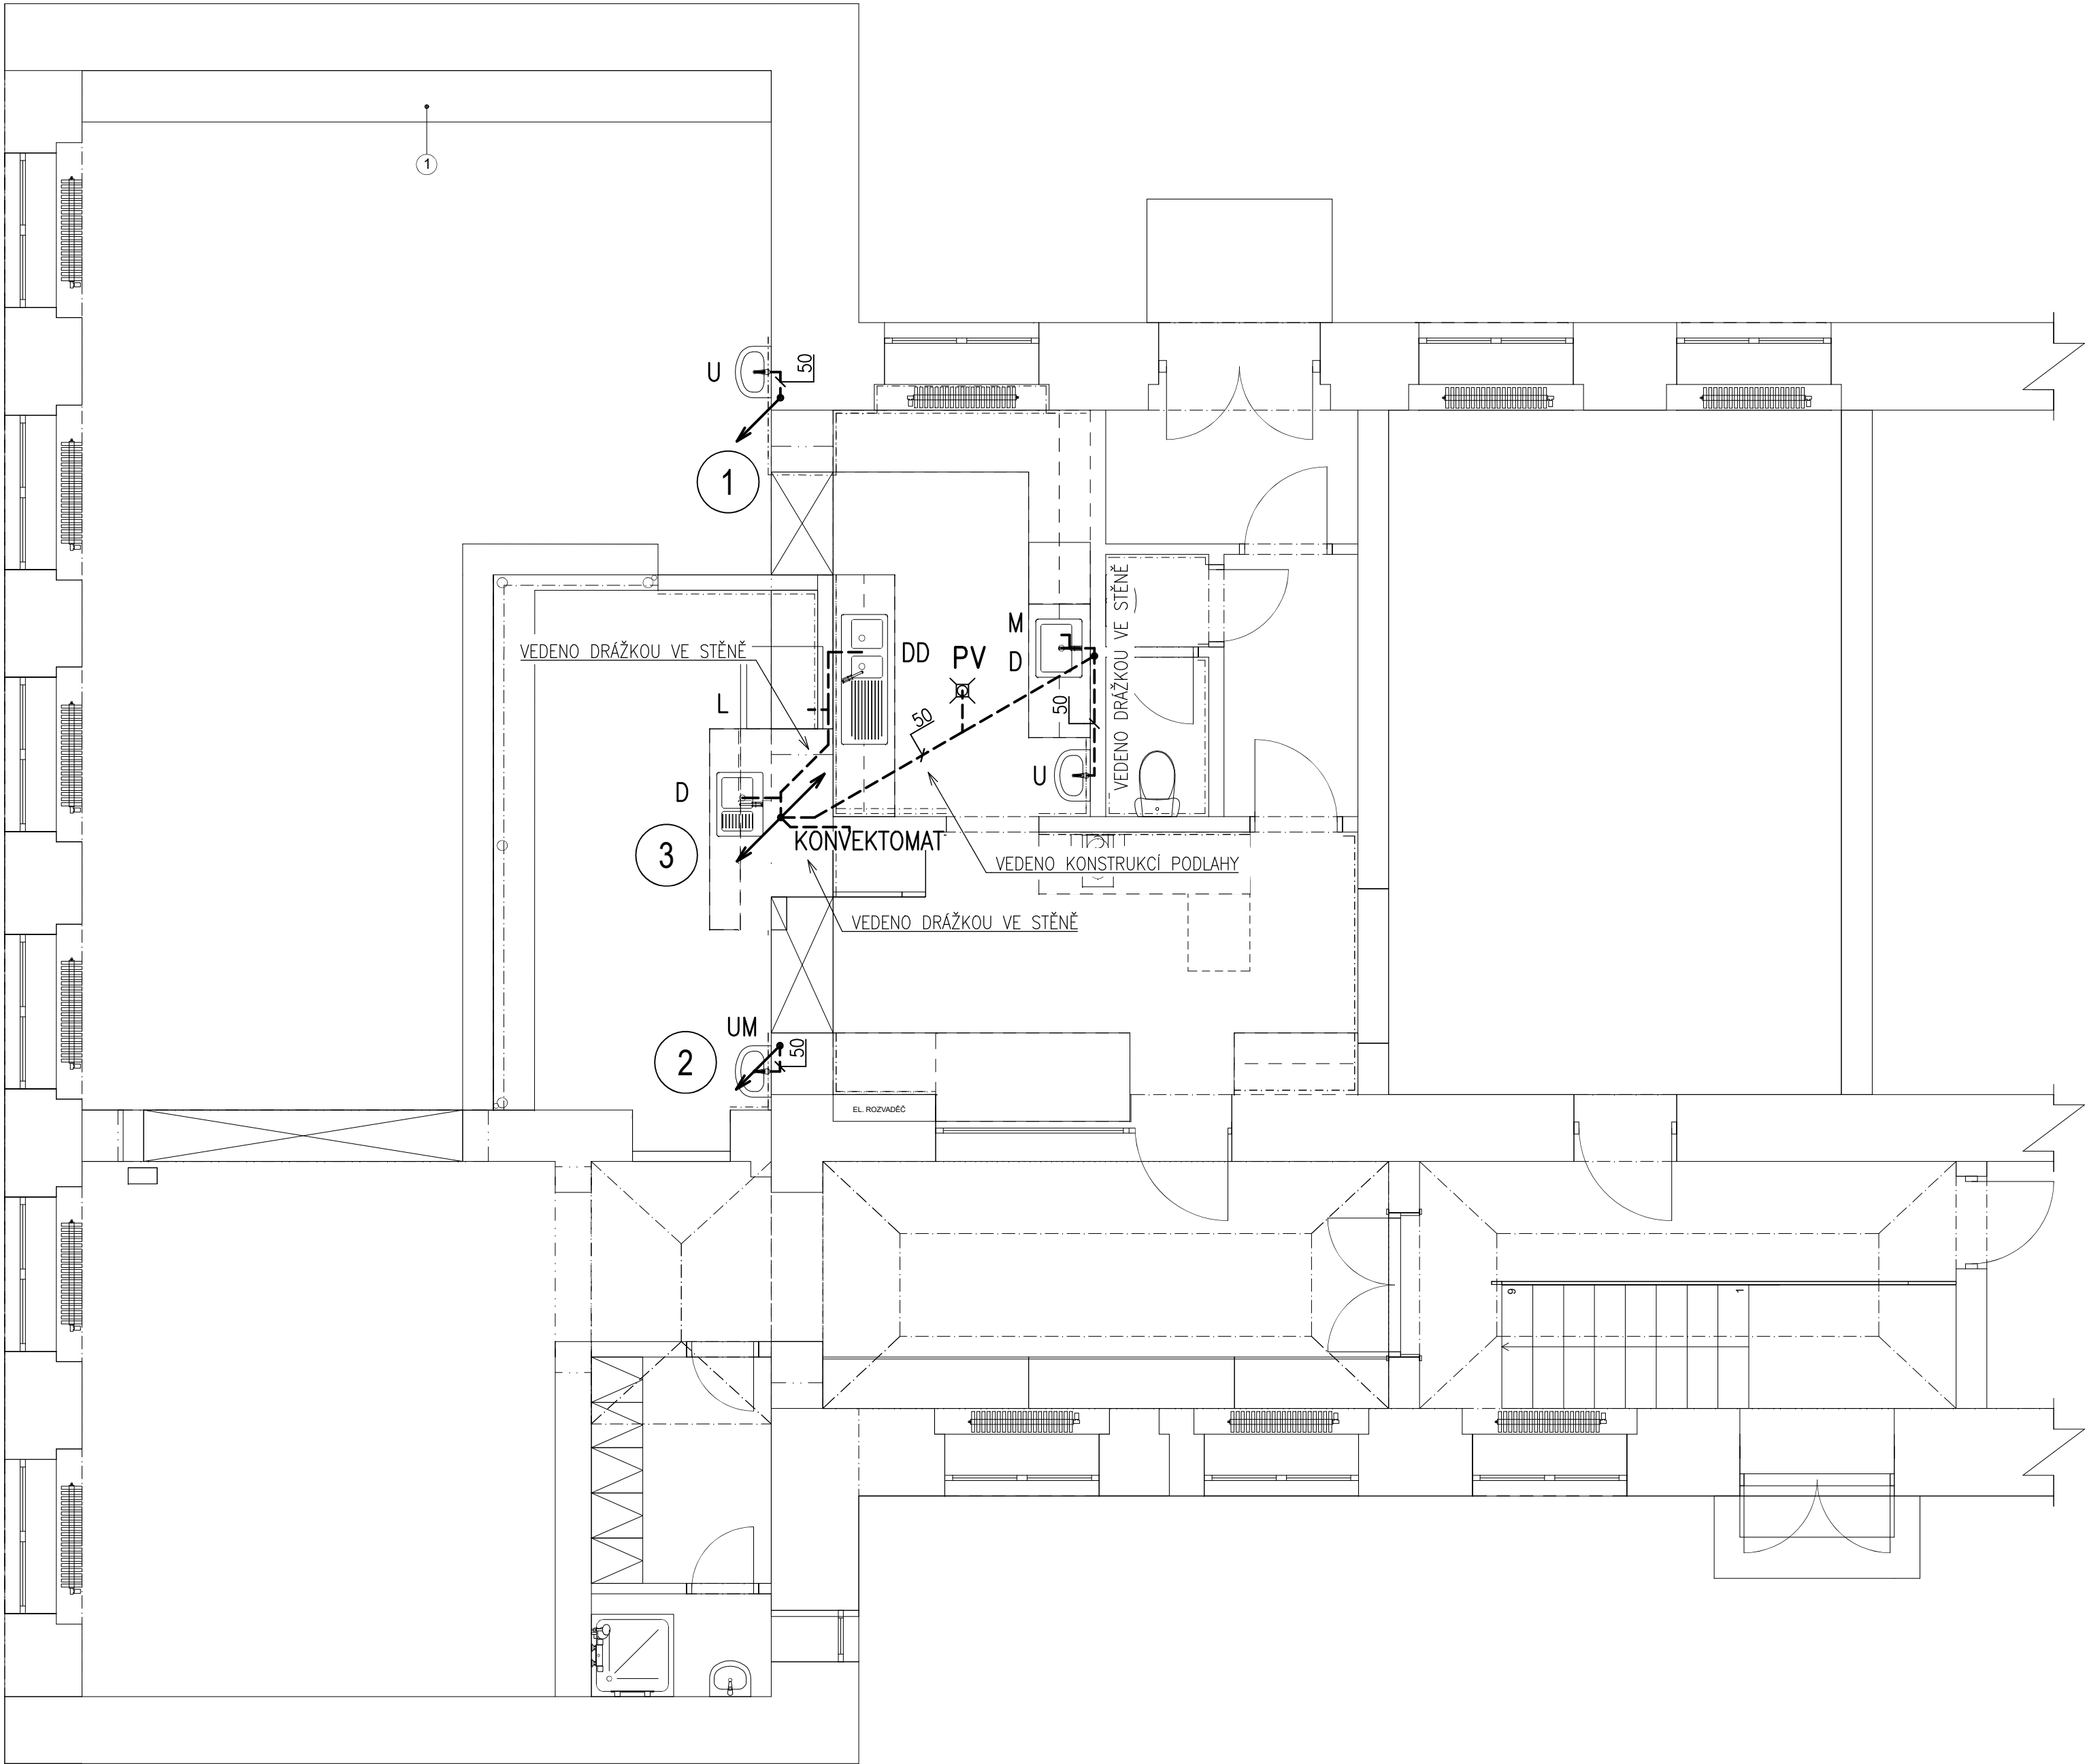 1
U
50
1
VEDENO DRÁŽKOU VE STĚNĚ
M
DD
PV
D
VEDENO DRÁŽKOU VE STĚNĚ
L
50
50
U
D
KONVEKTOMAT
3
VEDENO KONSTRUKCÍ PODLAHY
VEDENO DRÁŽKOU VE STĚNĚ
UM
50
2
EL. ROZVADĚČ
9
1